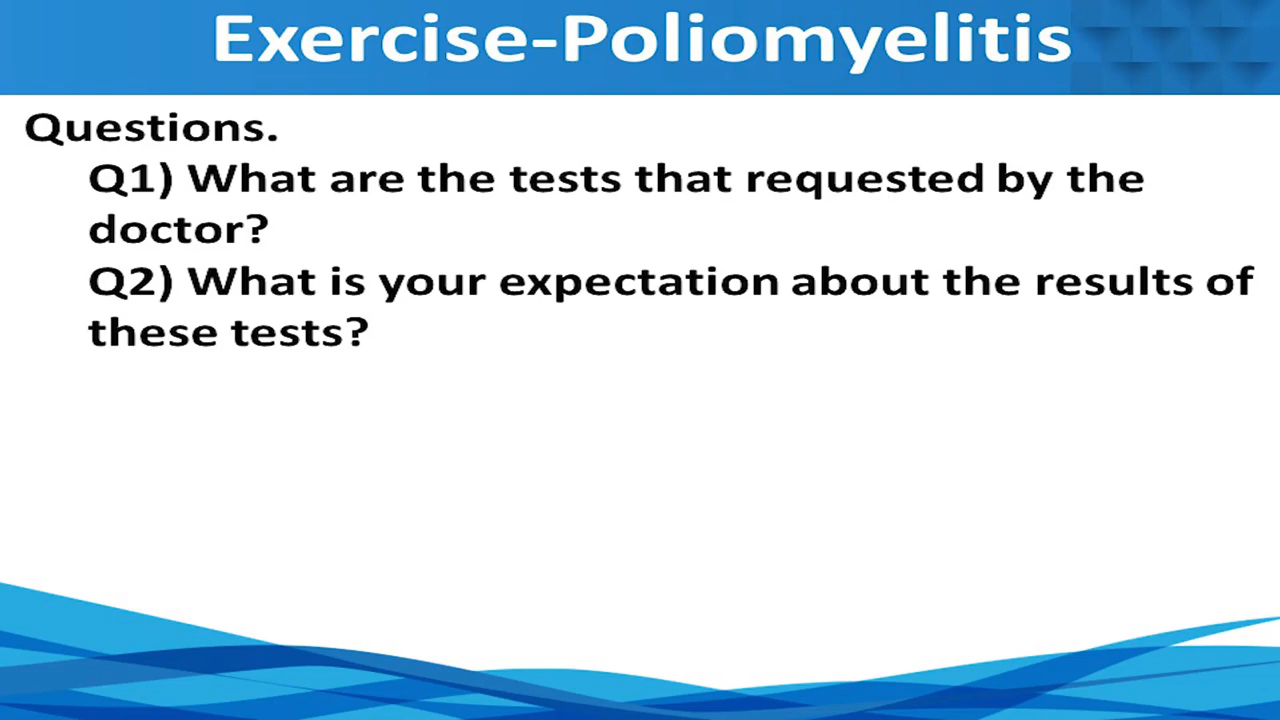 Exercise-Poliomyelitis
Questions.
Q1) What are the tests that requested by the
doctor?
Q2) What is your expectation about the results of
these tests?